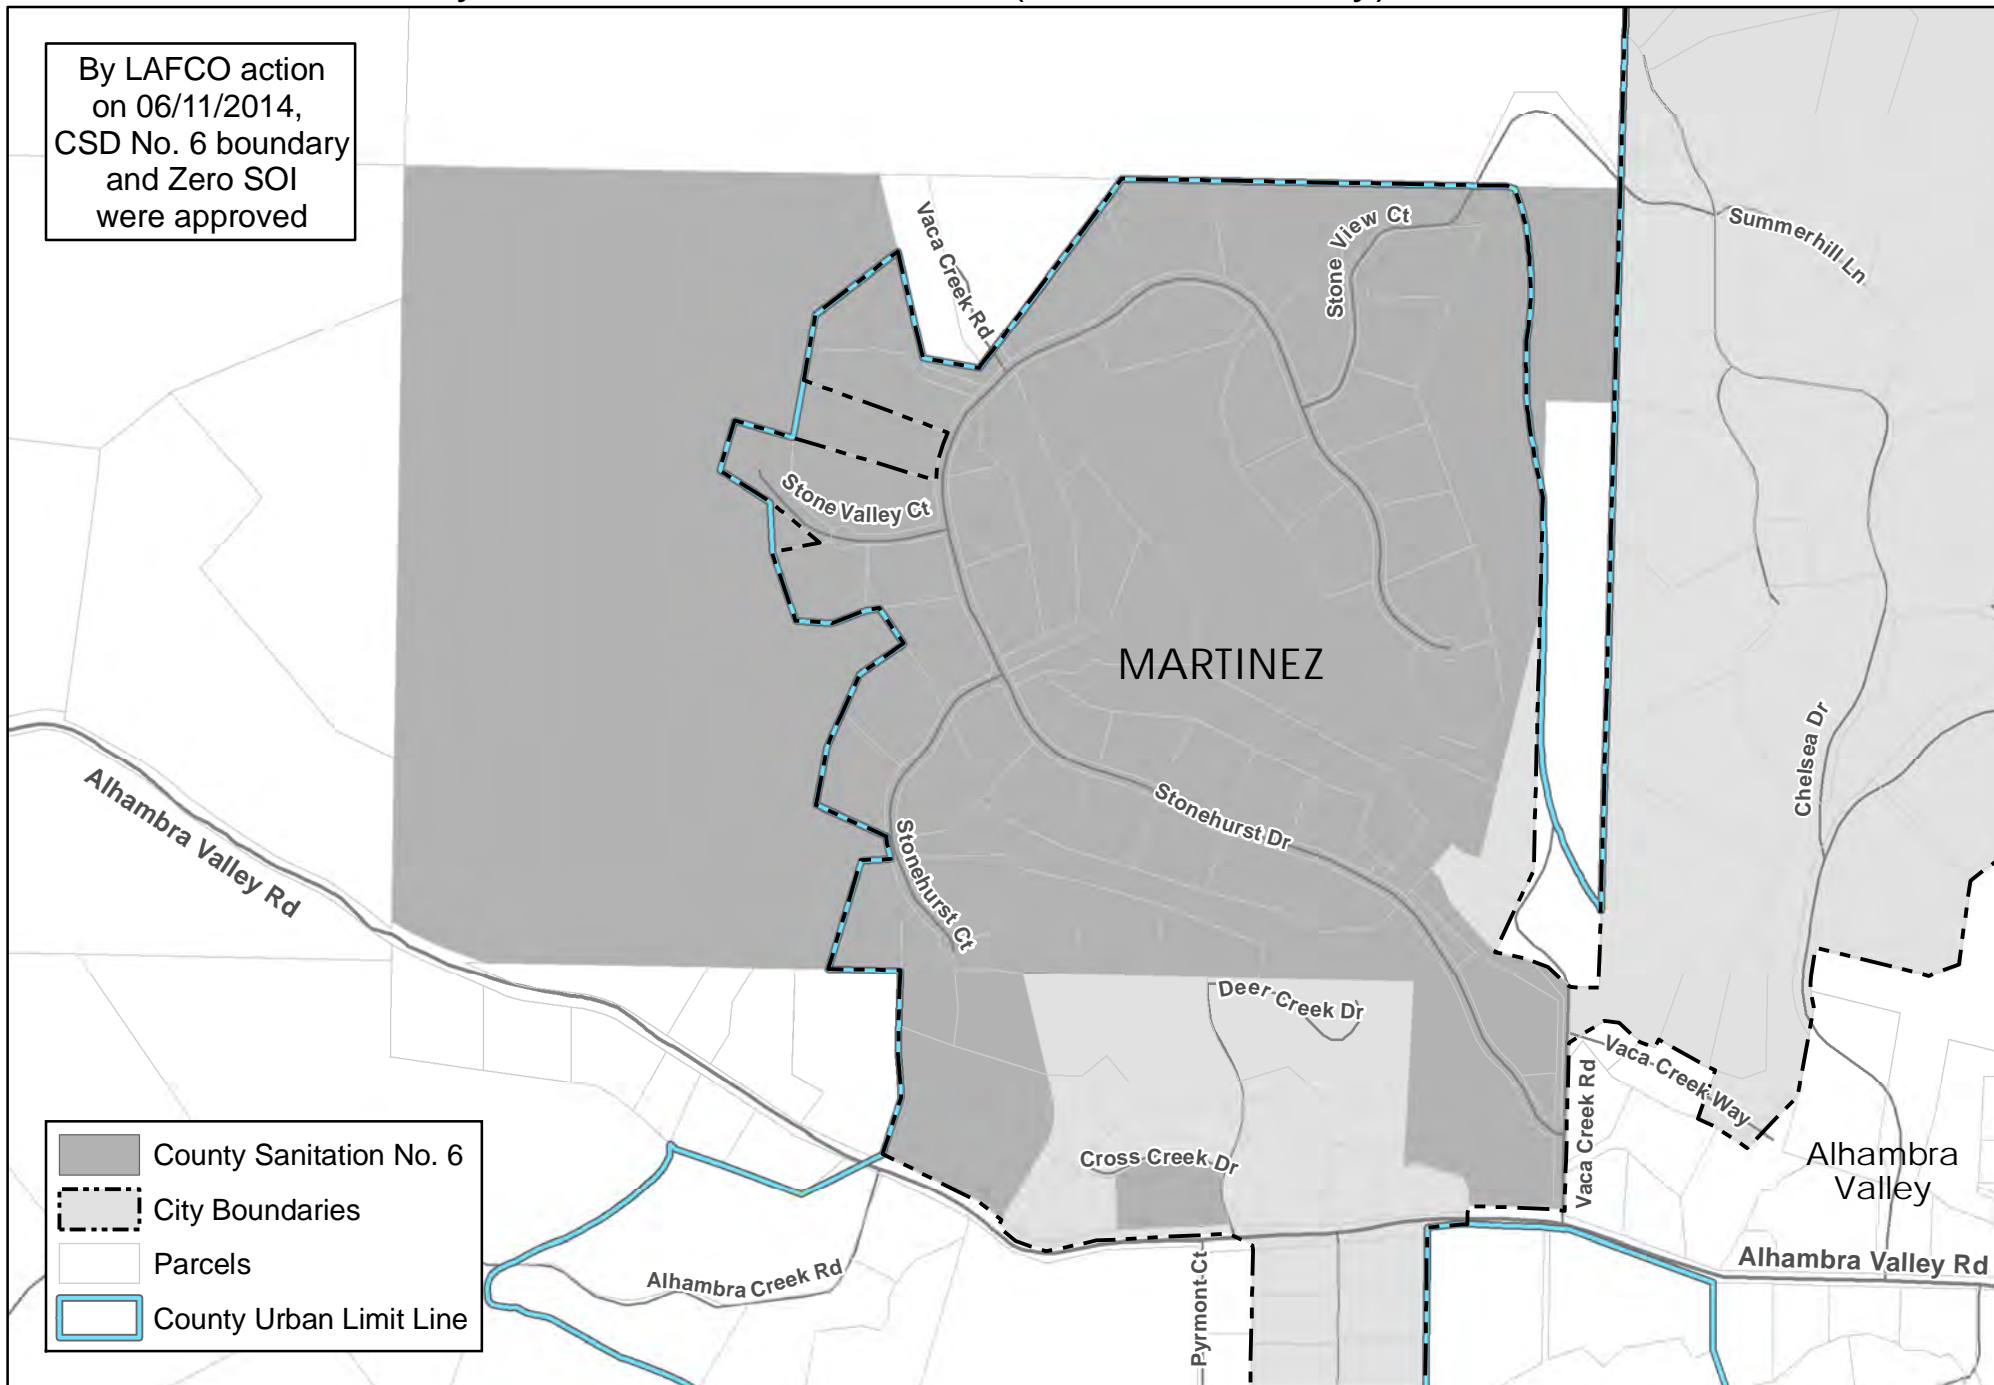 By LAFCO action
on 06/11/2014,
CSD No. 6 boundary
and Zero SOI
were approved
Vaca Creek Rd
Stone View Ct
Summerhill Ln
Stone Valley Ct
MARTINEZ
Chelsea Dr
Alhambra Valley Rd
Stonehurst Dr
Stonehurst Ct
Deer Creek Dr
Vaca Creek Way
Vaca Creek Rd
Cross Creek Dr
Alhambra
Valley
Alhambra Valley Rd
Alhambra Creek Rd
Pyrmont Ct
County Sanitation No. 6
City Boundaries
Parcels
County Urban Limit Line